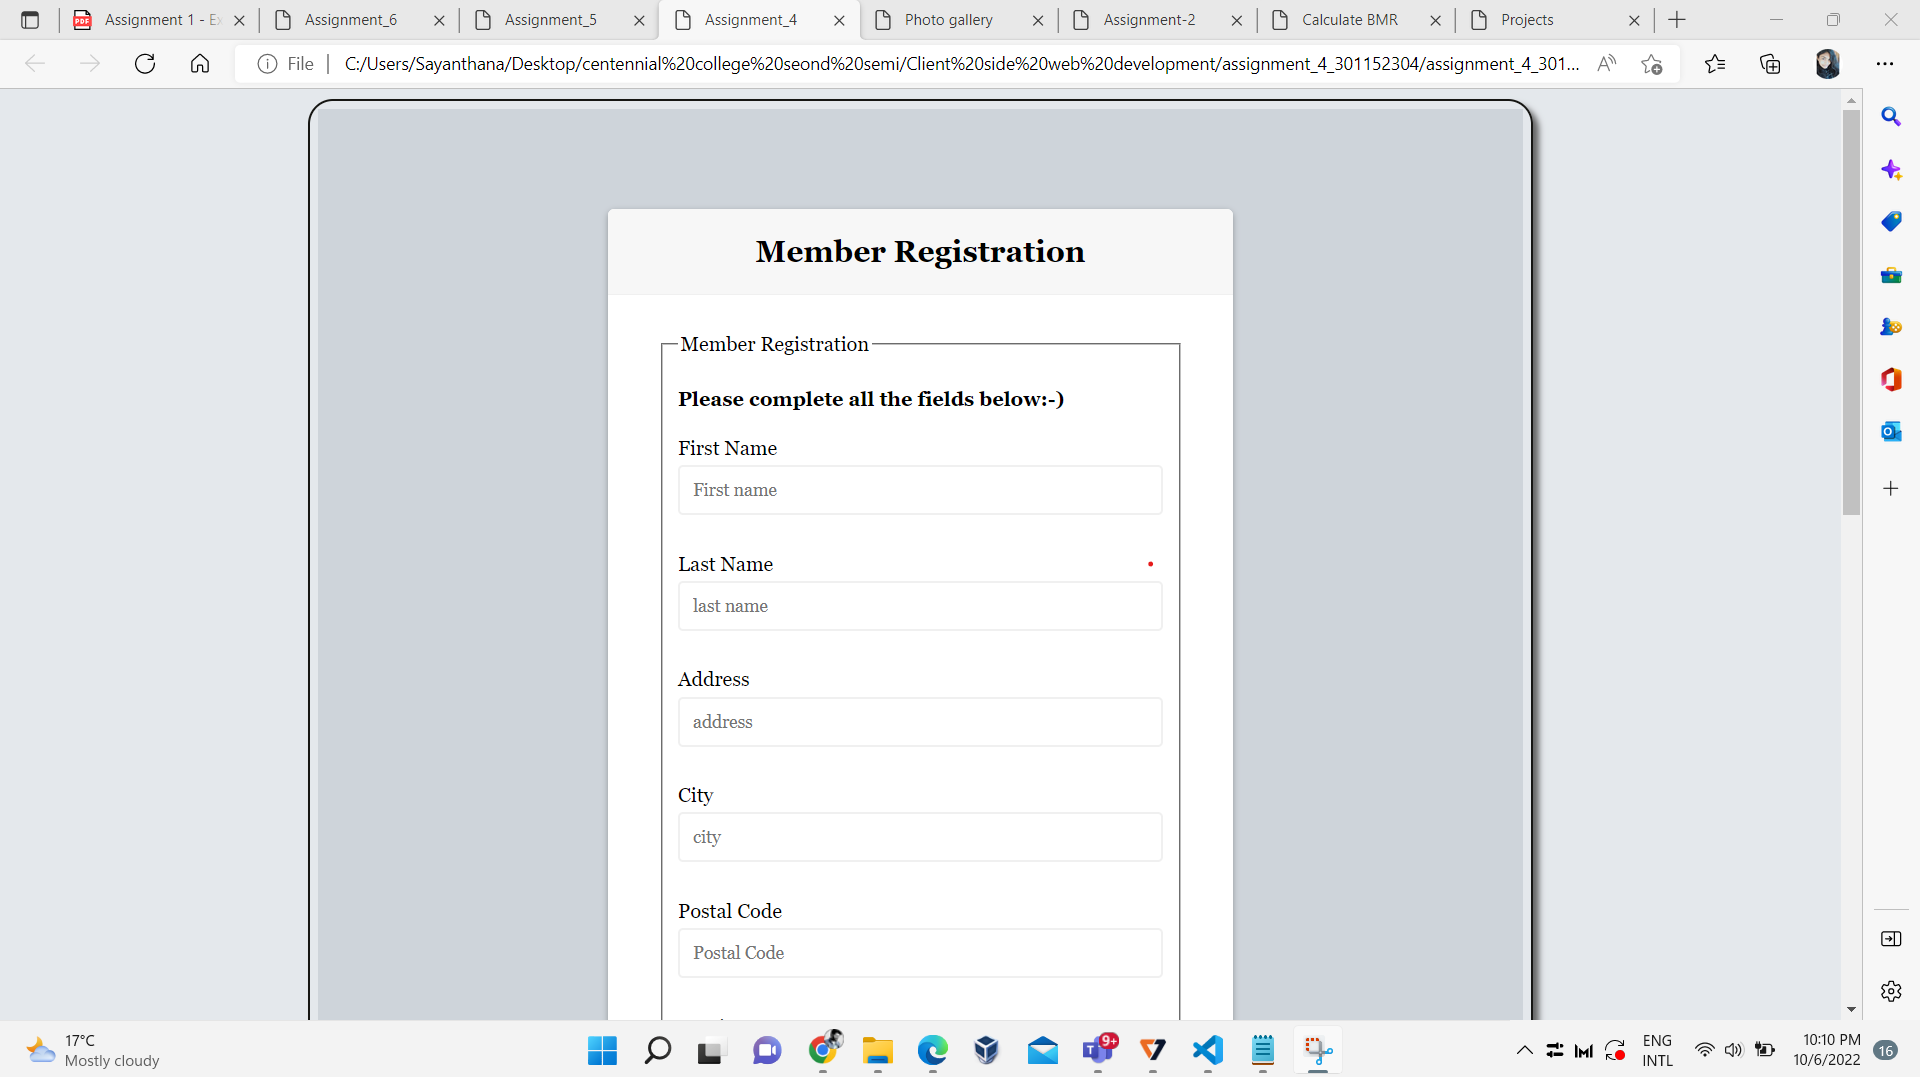 Assignment 1 - Ex
Assignment_6
Assignment_5
Assignment_4
Photo gallery
Assignment-2
Calculate BMR
Projects
File
C:/Users/Sayanthana/Desktop/centennial%20college%20seond%20semi/Client%20side%20web%20development/assignment_4_301152304/assignment_4_301...
Member Registration
Member Registration
Please complete all the fields below:-)
First Name
First name
Last Name
last name
Address
address
City
city
Postal Code
Postal Code
17°C
Mostly cloudy
9+
ENG
INTL
10:10 PM
10/6/2022
16